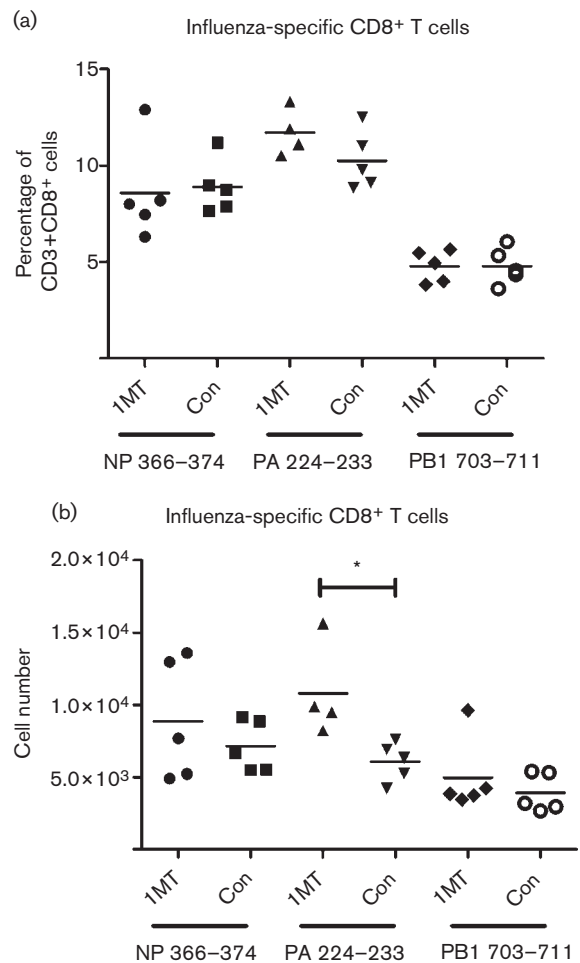 (a)
Influenza-specific CD8⁺ T cells
15
10
5
Percentage of
CD3+CD8⁺ cells
1MT
Con
1MT
Con
1MT
Con
NP 366–374
PA 224–233
PB1 703–711
(b)
Influenza-specific CD8⁺ T cells
2.0×10⁴
1.5×10⁴
1.0×10⁴
5.0×10³
0
Cell number
*
1MT
Con
1MT
Con
1MT
Con
NP 366–374
PA 224–233
PB1 703–711